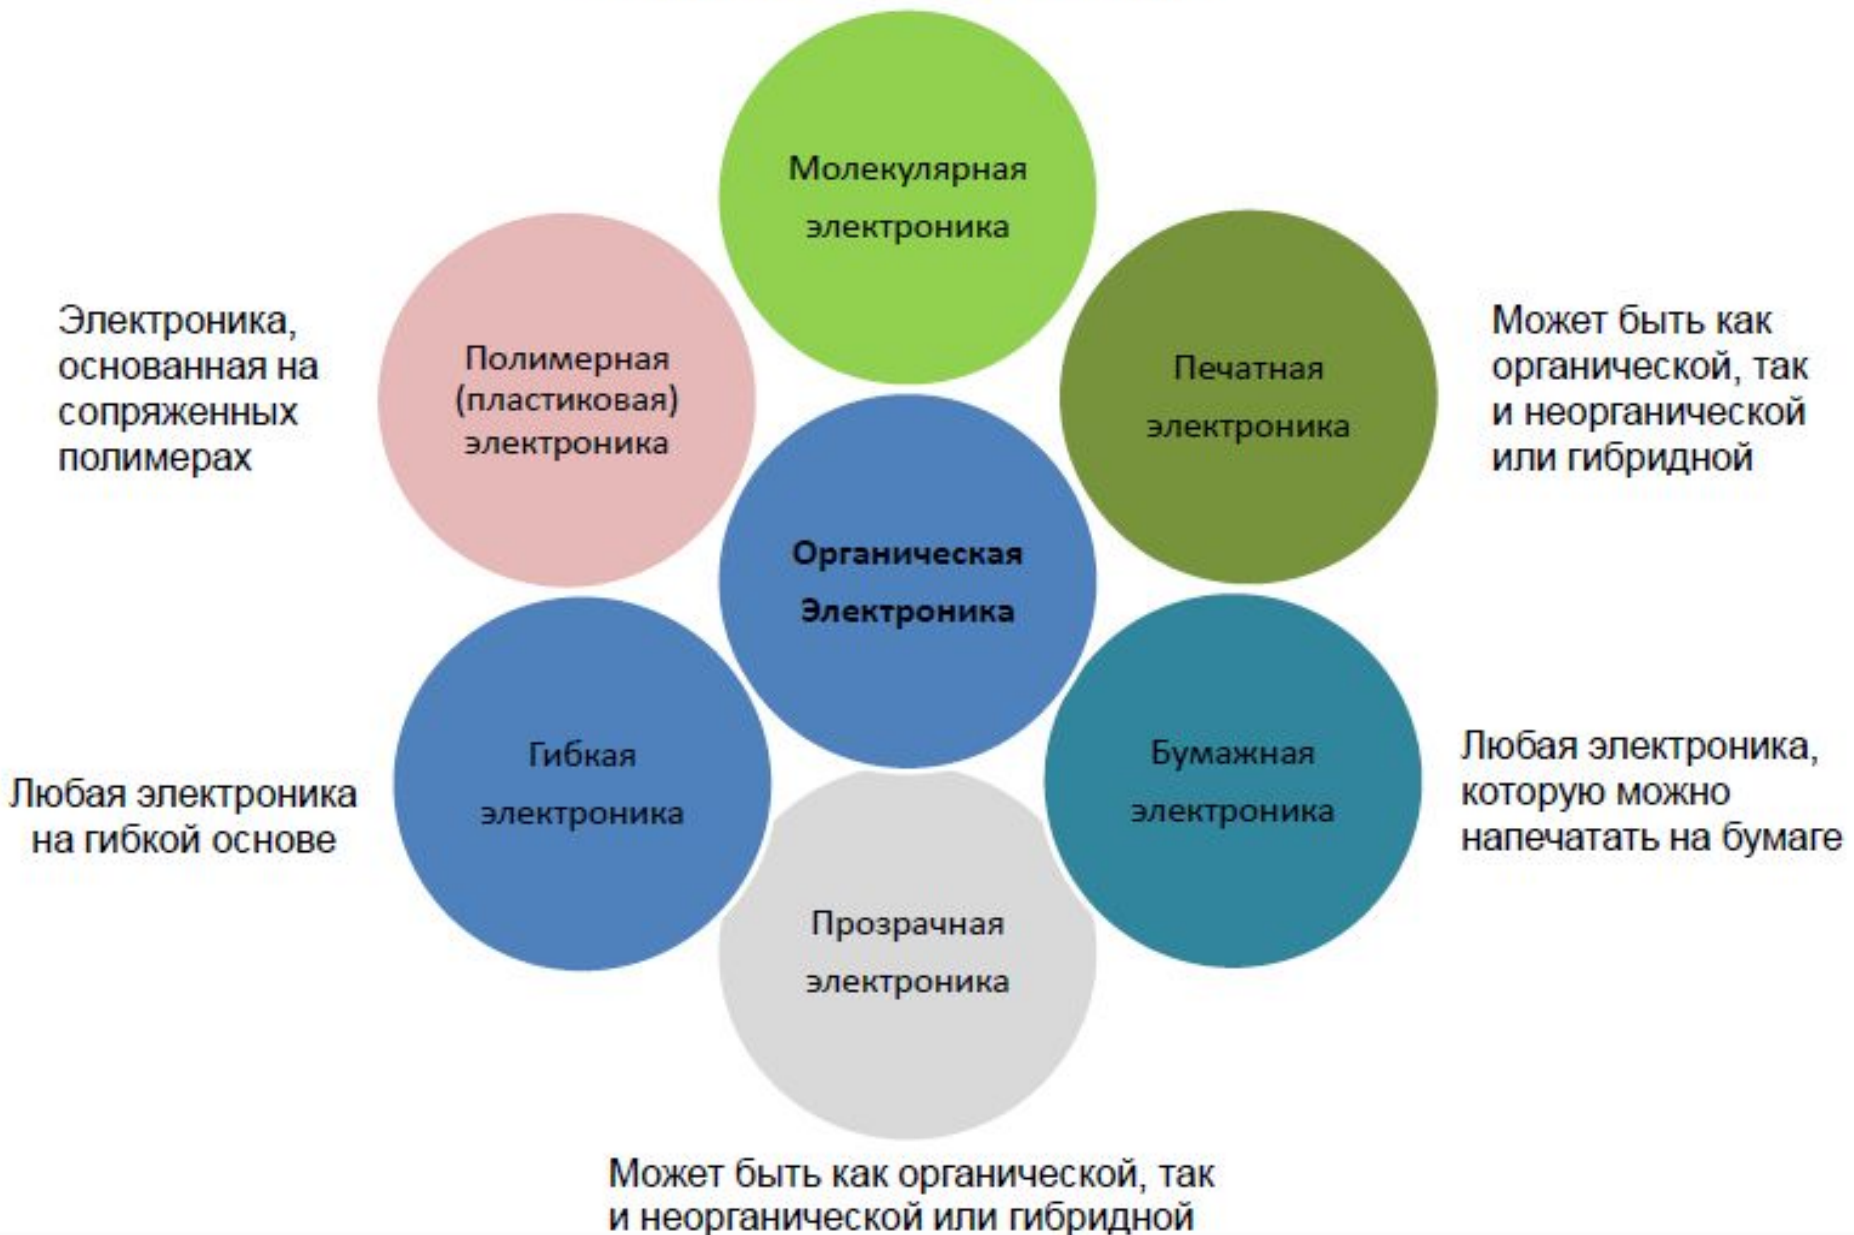 Молекулярная
электроника
Электроника,
основанная на
сопряженных
полимерах
Полимерная
(пластиковая)
электроника
Печатная
электроника
Может быть как
органической, так
и неорганической
или гибридной
Органическая
Электроника
Любая электроника
на гибкой основе
Гибкая
электроника
Бумажная
электроника
Любая электроника,
которую можно
напечатать на бумаге
Прозрачная
электроника
Может быть как органической, так
и неорганической или гибридной